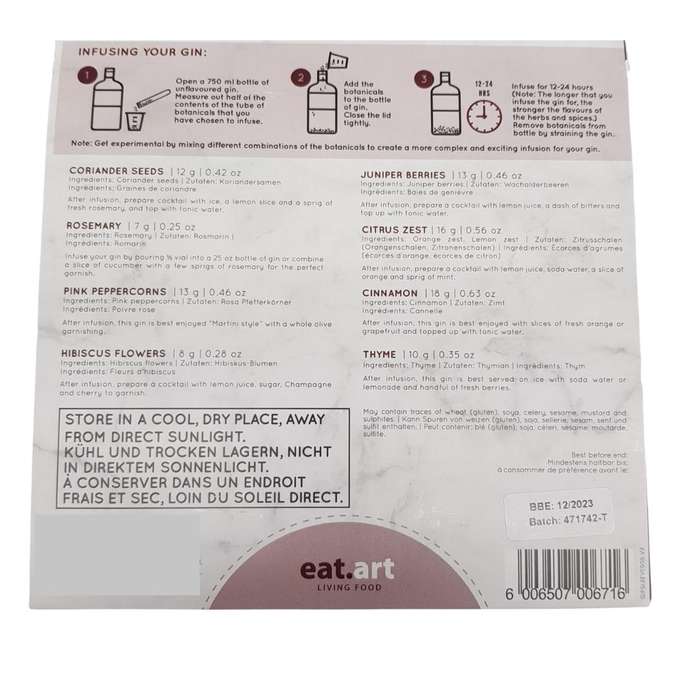 INFUSING YOUR GIN:
1
Open a 750 ml bottle of
unflavoured gin.
Measure out half of the
contents of the tube of
botanicals that you
have chosen to infuse.
2
Add the
botanicals
to the bottle
of gin.
Close the lid
tightly.
3
12-24
HRS
Infuse for 12-24 hours
(Note: The longer that you
infuse the gin for, the
stronger the flavours of
the herbs and spices.)
Remove botanicals from
bottle by straining the gin.
Note: Get experimental by mixing different combinations of the botanicals to create a more complex and exciting infusion for your gin.
CORIANDER SEEDS | 12 g | 0.42 oz
Ingredients: Coriander seeds | Zutaten: Koriandersamen
Ingrédients: Graines de coriandre
After infusion, prepare cocktail with ice, a lemon slice and a sprig of
fresh rosemary, and top with tonic water.
ROSEMARY | 7 g | 0.25 oz
Ingredients: Rosemary | Zutaten: Rosmarin |
Ingrédients: Romarin
Infuse your gin by pouring ¾ vial into a 25 oz bottle of gin or combine
a slice of cucumber with a few sprigs of rosemary for the perfect
garnish.
PINK PEPPERCORNS | 13 g | 0.46 oz
Ingredients: Pink peppercorns | Zutaten: Rosa Pfefferkörner |
Ingrédients: Poivre rose
After infusion, this gin is best enjoyed "Martini style" with a whole olive
garnishing.
HIBISCUS FLOWERS | 8 g | 0.28 oz
Ingredients: Hibiscus flowers | Zutaten: Hibiskus-Blumen
Ingrédients: Fleurs d'hibiscus
After infusion, prepare a cocktail with lemon juice, sugar, Champagne
and cherry to garnish.
JUNIPER BERRIES | 13 g | 0.46 oz
Ingredients: Juniper berries | Zutaten: Wacholderbeeren
Ingrédients: Baies de genièvre
After infusion, prepare a cocktail with lemon juice, a dash of bitters and
top up with tonic water.
CITRUS ZEST | 16 g | 0.56 oz
Ingredients: Orange zest, Lemon zest | Zutaten: Zitrusschalen
(Orangenschalen, Zitronenschalen) | Ingrédients: Écorces d'agrumes
(écorces d'orange, écorces de citron)
After infusion, prepare a cocktail with lemon juice, soda water, a slice of
orange and sprig of mint.
CINNAMON | 18 g | 0.63 oz
Ingredients: Cinnamon | Zutaten: Zimt
Ingrédients: Cannelle
After infusion, this gin is best enjoyed with slices of fresh orange or
grapefruit and topped up with tonic water.
THYME | 10 g | 0.35 oz
Ingredients: Thyme | Zutaten: Thymian | Ingrédients: Thym
After infusion, this gin is best served on ice with soda water or
lemonade and handful of fresh berries.
May contain traces of wheat (gluten), soya, celery, sesame, mustard and
sulphites. | Kann Spuren von weizen (gluten), soja, sellerie, sesam, senf und
sulfit enthalten. | Peut contenir: blé (gluten), soja, céleri, sésame, moutarde,
sulfite.
STORE IN A COOL, DRY PLACE, AWAY
FROM DIRECT SUNLIGHT.
KÜHL UND TROCKEN LAGERN, NICHT
IN DIREKTEM SONNENLICHT.
À CONSERVER DANS UN ENDROIT
FRAIS ET SEC, LOIN DU SOLEIL DIRECT.
Best before end:
Mindestens haltbar bis:
à consommer de préférence avant le:
BBE: 12/2023
Batch: 471742-T
eat.art
LIVING FOOD
6 006507 006716